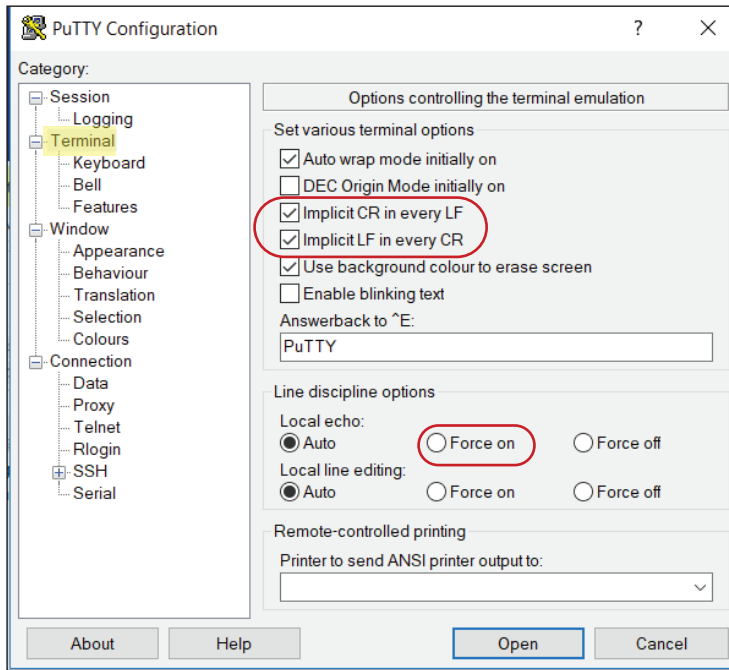 PuTTY Configuration
?
Category:
Session
Logging
Terminal
Keyboard
Bell
Features
Window
Appearance
Behaviour
Translation
Selection
Colours
Connection
Data
Proxy
Telnet
Rlogin
SSH
Serial
Options controlling the terminal emulation
Set various terminal options
Auto wrap mode initially on
DEC Origin Mode initially on
Implicit CR in every LF
Implicit LF in every CR
Use background colour to erase screen
Enable blinking text
Answerback to ^E:
PuTTY
Line discipline options
Local echo:
Auto Force on Force off
Local line editing:
Auto Force on Force off
Remote-controlled printing
Printer to send ANSI printer output to:
About Help Open Cancel